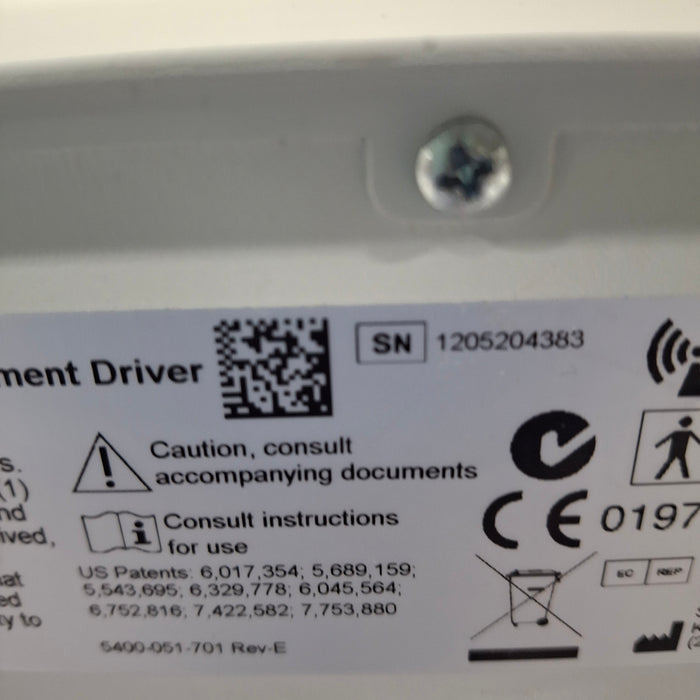 ment Driver
SN 1205204383
s.
(1)
nd
ived,
Caution, consult
accompanying documents
Consult instructions
for use
CE 0197
US Patents: 6,017,354; 5,689,159;
5,543,695; 6,329,778; 6,045,564;
6,752,816; 7,422,582; 7,753,880
EC REP
at
ed
ty to
5400-051-701 Rev-E